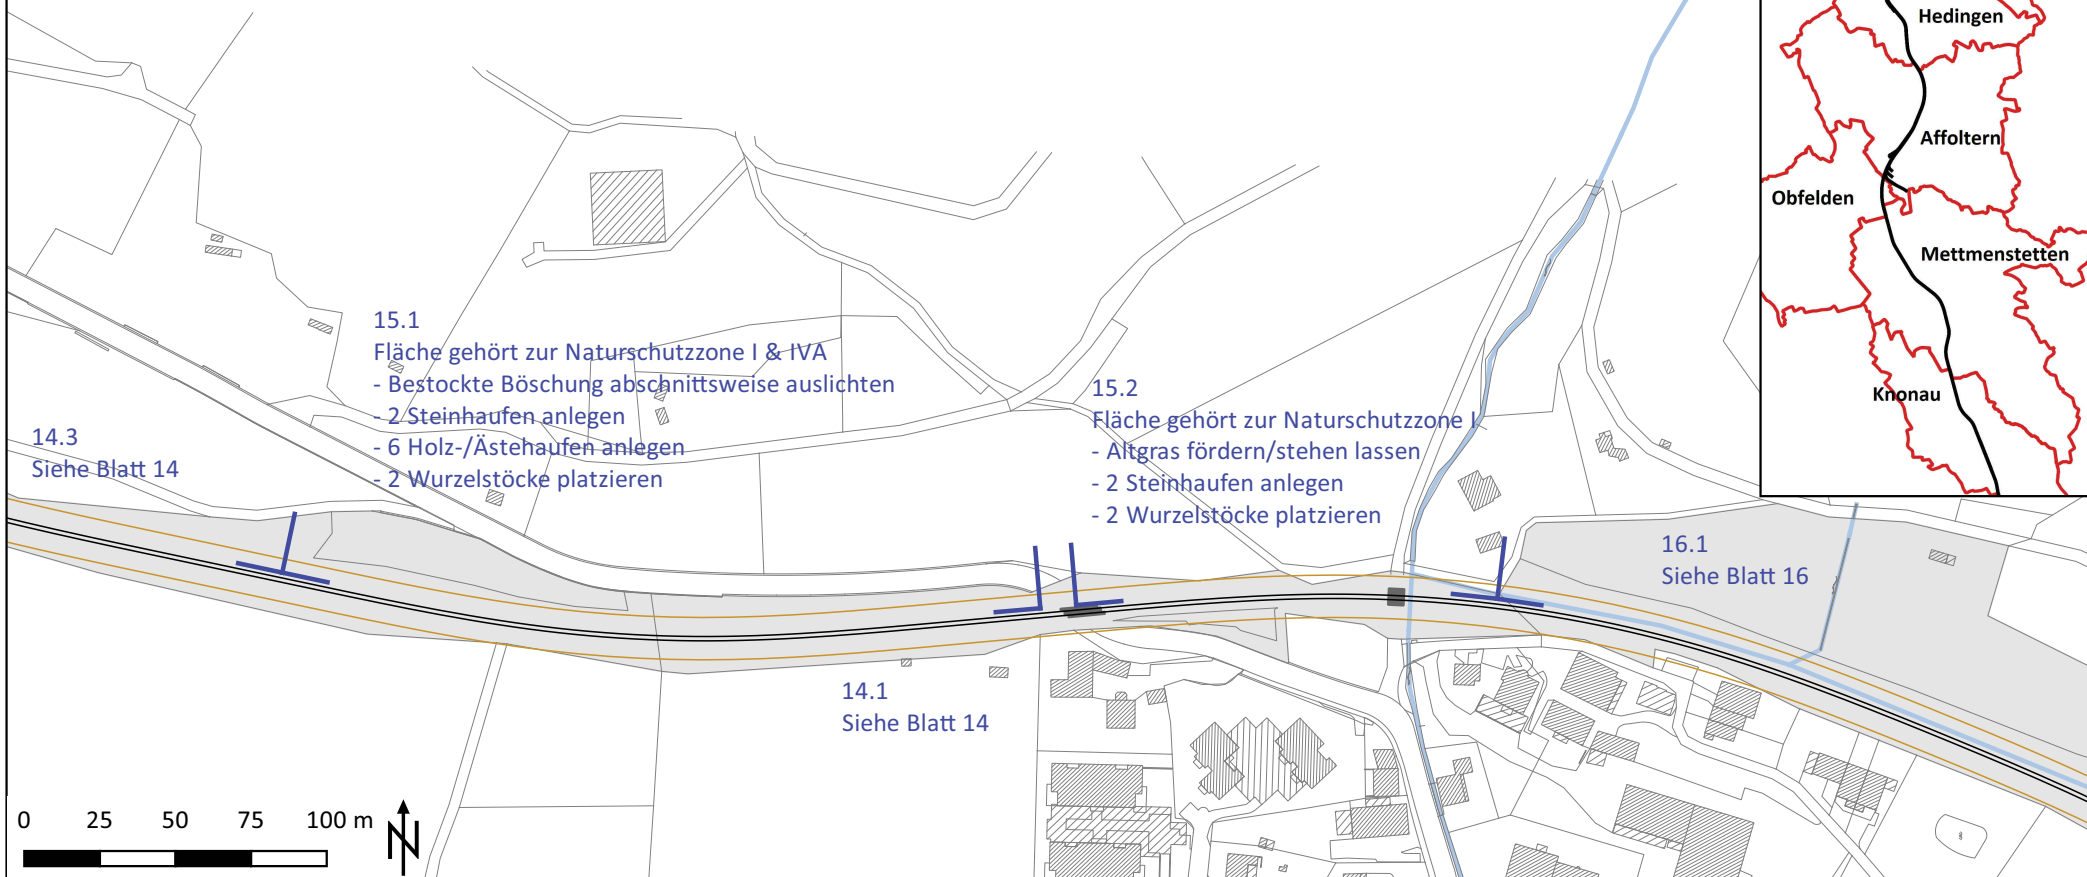 Hedingen
Affoltern
Obfelden
Mettmenstetten
Knonau
15.1
Fläche gehört zur Naturschutzzone I & IVA
- Bestockte Böschung abschnittsweise auslichten
- 2 Steinhaufen anlegen
- 6 Holz-/Ästehaufen anlegen
- 2 Wurzelstöcke platzieren
15.2
Fläche gehört zur Naturschutzzone I
- Altgras fördern/stehen lassen
- 2 Steinhaufen anlegen
- 2 Wurzelstöcke platzieren
14.3
Siehe Blatt 14
16.1
Siehe Blatt 16
14.1
Siehe Blatt 14
0 25 50 75 100 m
N